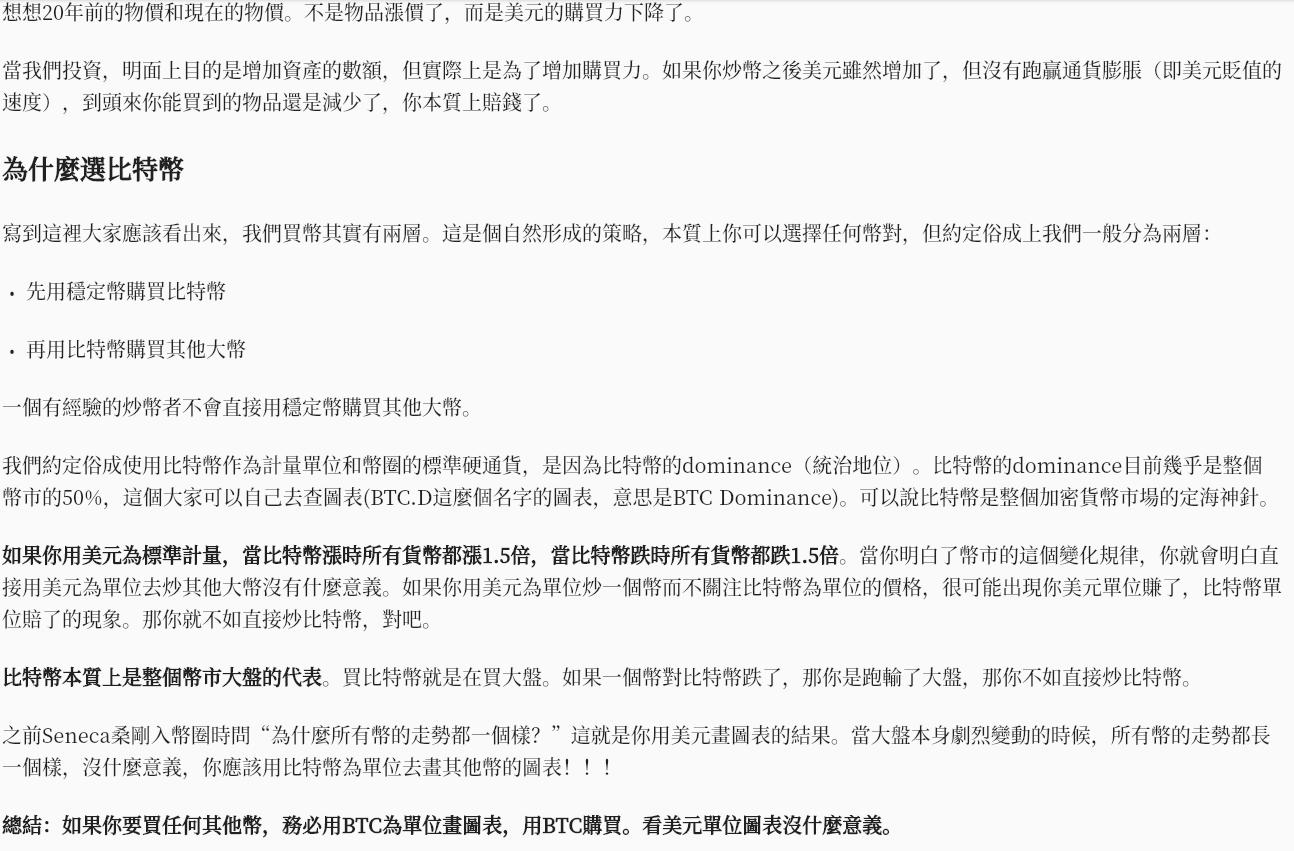 想想20年前的物價和現在的物價。不是物品漲價了，而是美元的購買力下降了。
當我們投資，明面上目的是增加資產的數額，但實際上是為了增加購買力。如果你炒幣之後美元雖然增加了，但沒有跑贏通貨膨脹（即美元貶值的
速度），到頭來你能買到的物品還是減少了，你本質上賠錢了。
為什麼選比特幣
寫到這裡大家應該看出來，我們買幣其實有兩層。這是個自然形成的策略，本質上你可以選擇任何幣對，但約定俗成上我們一般分為兩層：
• 先用穩定幣購買比特幣
• 再用比特幣購買其他大幣
一個有經驗的炒幣者不會直接用穩定幣購買其他大幣。
我們約定俗成使用比特幣作為計量單位和幣圈的標準硬通貨，是因為比特幣的dominance（統治地位）。比特幣的dominance目前幾乎是整個
幣市的50%，這個大家可以自己去查圖表(BTC.D這麼個名字的圖表，意思是BTC Dominance)。可以說比特幣是整個加密貨幣市場的定海神針。
如果你用美元為標準計量，當比特幣漲時所有貨幣都漲1.5倍，當比特幣跌時所有貨幣都跌1.5倍。當你明白了幣市的這個變化規律，你就會明白直
接用美元為單位去炒其他大幣沒有什麼意義。如果你用美元為單位炒一個幣而不關注比特幣為單位的價格，很可能出現你美元單位賺了，比特幣單
位賠了的現象。那你就不如直接炒比特幣，對吧。
比特幣本質上是整個幣市大盤的代表。買比特幣就是在買大盤。如果一個幣對比特幣跌了，那你是跑輸了大盤，那你不如直接炒比特幣。
之前Seneca桑剛入幣圈時問“為什麼所有幣的走勢都一個樣？”這就是你用美元畫圖表的結果。當大盤本身劇烈變動的時候，所有幣的走勢都長
一個樣，沒什麼意義，你應該用比特幣為單位去畫其他幣的圖表！！！
總結：如果你要買任何其他幣，務必用BTC為單位畫圖表，用BTC購買。看美元單位圖表沒什麼意義。